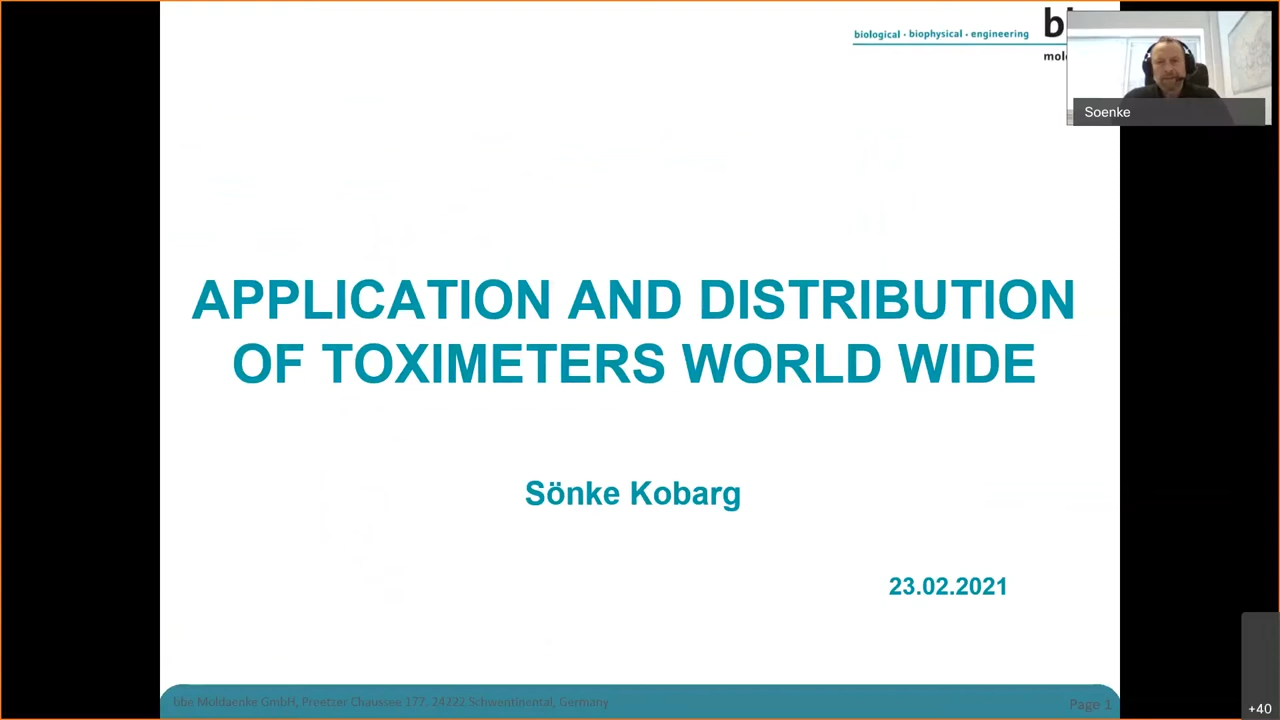 biological · biophysical · engineering
Soenke
APPLICATION AND DISTRIBUTION
OF TOXIMETERS WORLD WIDE
Sönke Kobarg
23.02.2021
bbe Moldaenke GmbH, Preetzer Chaussee 177, 24222 Schwentinental, Germany
Page 1
+40